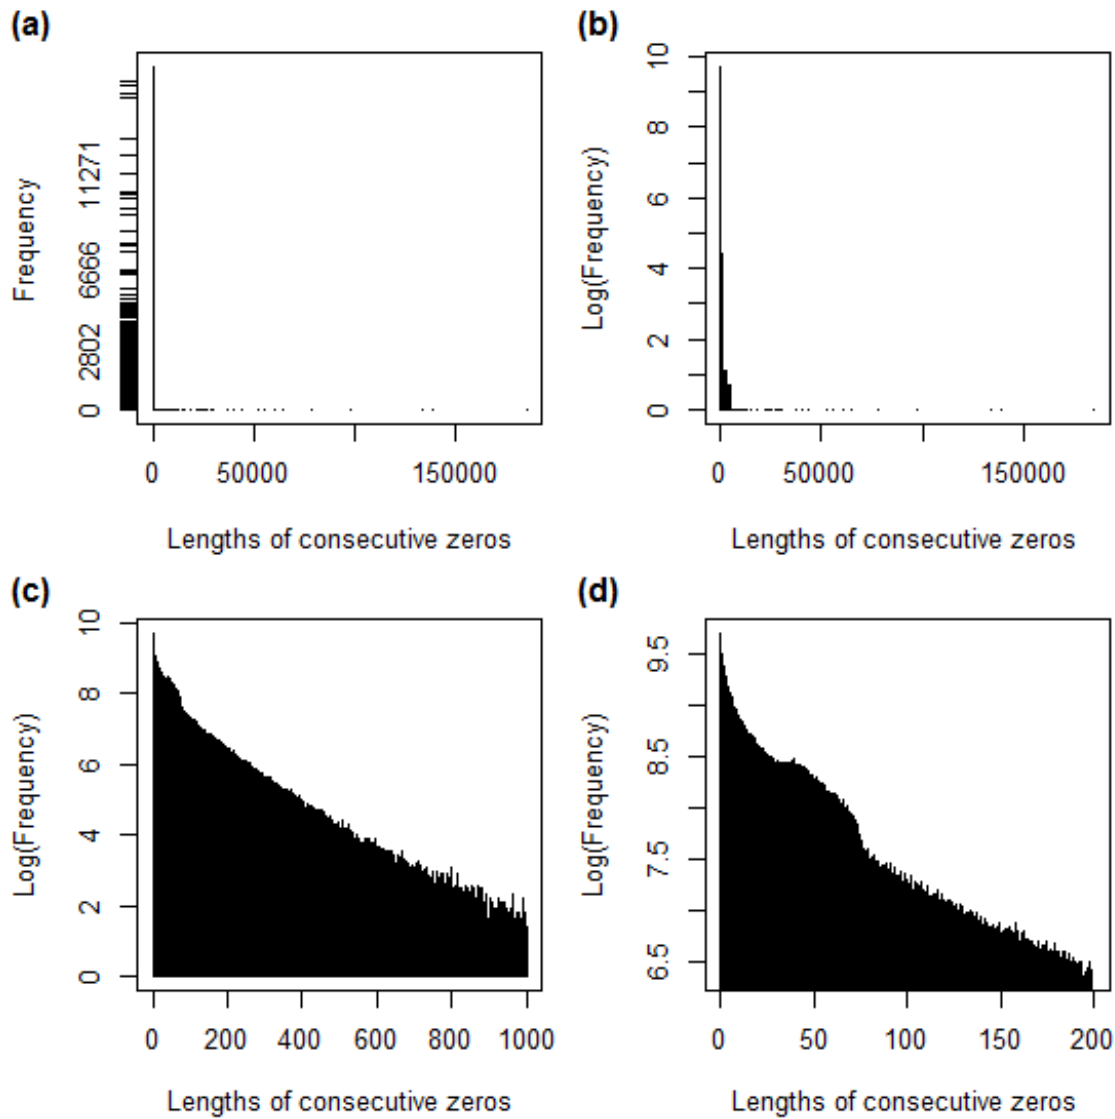 (a)
Frequency
0 2802 6666 11271
0 50000 150000
Lengths of consecutive zeros
(b)
Log(Frequency)
0 2 4 6 8 10
0 50000 150000
Lengths of consecutive zeros
(c)
Log(Frequency)
0 2 4 6 8 10
0 200 400 600 800 1000
Lengths of consecutive zeros
(d)
Log(Frequency)
6.5 7.5 8.5 9.5
0 50 100 150 200
Lengths of consecutive zeros